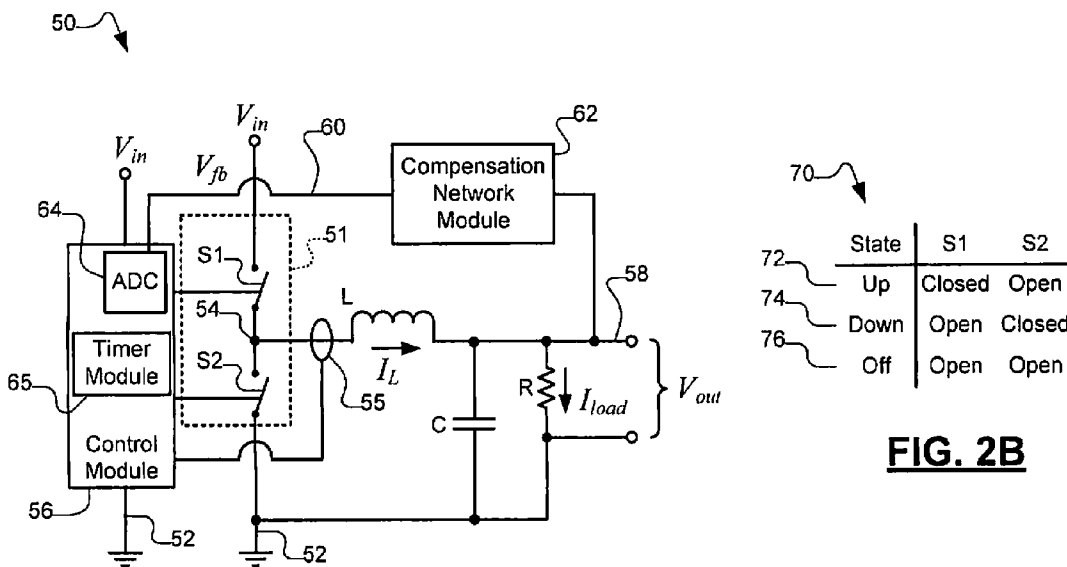 50
V_in
60
62
V_in
V_fb
Compensation
Network
Module
64
51
S1
ADC
58
54
L
Timer
Module
S2
I_L
55
R
I_load
V_out
65
C
Control
Module
56
52
52
70
State S1 S2
72
Up Closed Open
74
Down Open Closed
76
Off Open Open
FIG. 2B